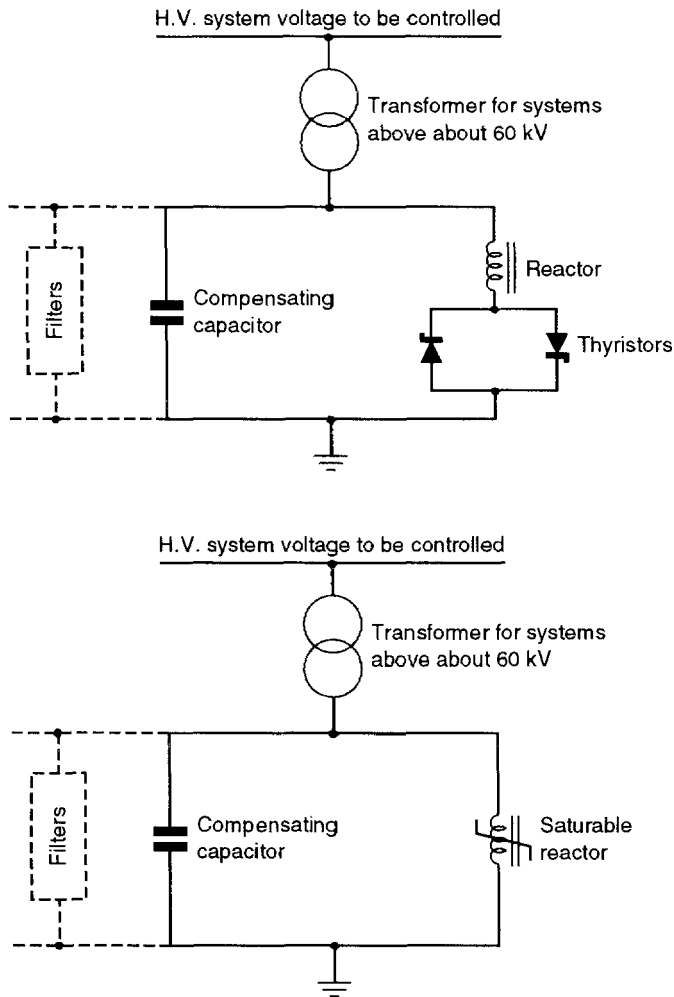 H.V. system voltage to be controlled
Transformer for systems
above about 60 kV
Reactor
Filters
Compensating
capacitor
Thyristors
H.V. system voltage to be controlled
Transformer for systems
above about 60 kV
Filters
Compensating
capacitor
Saturable
reactor